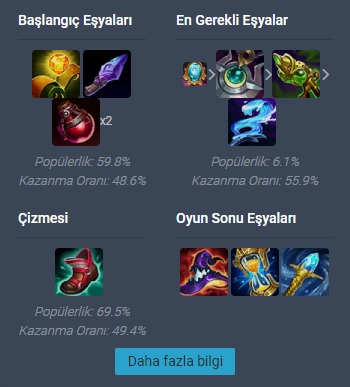 Başlangıç Eşyaları
En Gerekli Eşyalar
x2
Popülerlik: 59.8%
Kazanma Oranı: 48.6%
Popülerlik: 6.1%
Kazanma Oranı: 55.9%
Çizmesi
Oyun Sonu Eşyaları
Popülerlik: 69.5%
Kazanma Oranı: 49.4%
Daha fazla bilgi